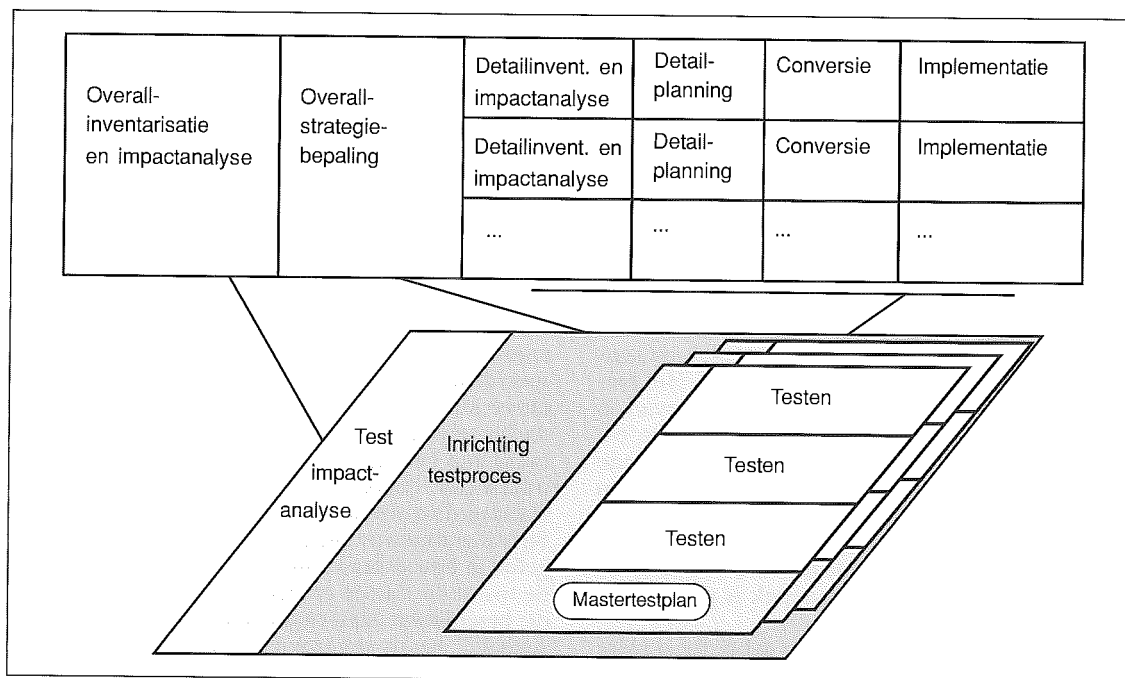 Overall-
inventarisatie
en impactanalyse
Overall-
strategie-
bepaling
Detailinvent. en
impactanalyse
Detail-
planning
Conversie
Implementatie
Detailinvent. en
impactanalyse
Detail-
planning
Conversie
Implementatie
...
...
...
...
Test
impact-
analyse
Inrichting
testproces
Testen
Testen
Testen
Mastertestplan